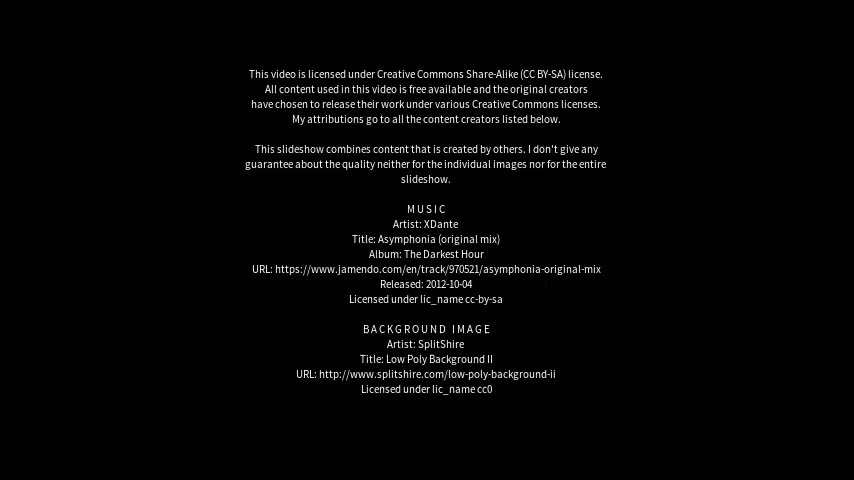 This video is licensed under Creative Commons Share-Alike (CC BY-SA) license.
All content used in this video is free available and the original creators
have chosen to release their work under various Creative Commons licenses.
My attributions go to all the content creators listed below.
This slideshow combines content that is created by others. I don't give any
guarantee about the quality neither for the individual images nor for the entire
slideshow.
MUSIC
Artist: XDante
Title: Asymphonia (original mix)
Album: The Darkest Hour
URL: https://www.jamendo.com/en/track/970521/asymphonia-original-mix
Released: 2012-10-04
Licensed under lic_name cc-by-sa
BACKGROUND IMAGE
Artist: SplitShire
Title: Low Poly Background II
URL: http://www.splitshire.com/low-poly-background-ii
Licensed under lic_name cc0